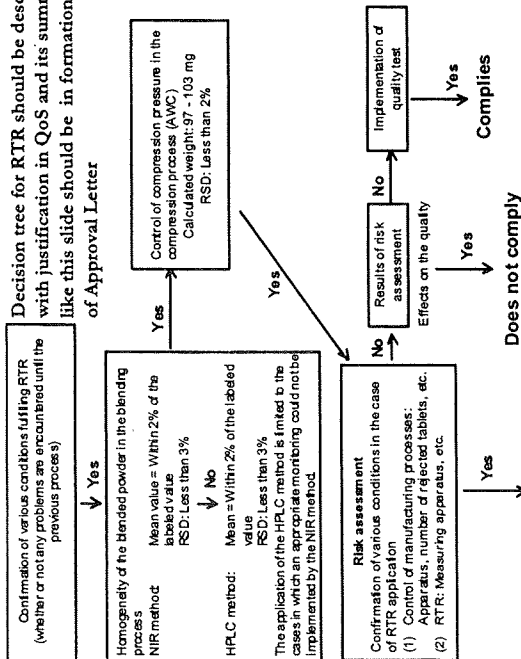 Decision tree for RTR should be desc
with justification in QoS and its summ
like this slide should be in formation
of Approval Letter
Confirmation of various conditions fulfilling RTR
(whether or not any problems are encountered until the
previous process)
Yes
Homogeneity of the blended powder in the blending
process
NIR method: Mean value = Within 2% of the
labeled value
RSD: Less than 3%
No
HPLC method: Mean = Within 2% of the labeled
value
RSD: Less than 3%
The application of the HPLC method is limited to the
cases in which an appropriate monitoring could not be
implemented by the NIR method.
Yes
Control of compression pressure in the
compression process (AWC)
Calculated weight: 97 - 103 mg
RSD: Less than 2%
Yes
Risk assessment
Confirmation of various conditions in the case
of RTR application
(1) Control of manufacturing processes:
Apparatus, number of rejected tablets, etc.
(2) RTR: Measuring apparatus, etc.
Yes
No
Results of risk
assessment
Effects on the quality
Yes
Does not comply
No
Implementation of
quality test
Yes
Complies